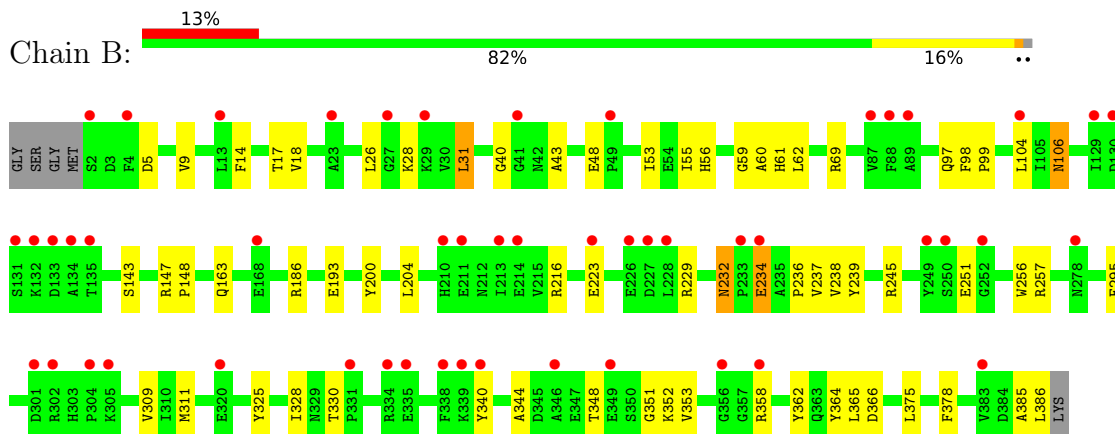 13%
Chain B:
82% 16%
GLY SER GLY MET S2 D3 F4 D5 V9 L13 F14 T17 V18 A23 L26 G27 K28 K29 V30 L31 G40 G41 N42 A43 E48 P49 I53 E54 I55 H56 G59 A60 H61 L62 R69 V87 F88 A89 Q97 F98 P99 L104 I105 N106 I129
S131 K132 D133 A134 T135 S143 R147 P148 Q163 E168 R186 E193 Y200 L204 H210 E211 N212 I213 E214 V215 R216 E223 E226 D227 L228 R229 N232 P233 E234 A235 P236 V237 V238 Y239 R245 Y249 S250 E251 G252 W256 R257 N278
D301 R302 H303 P304 K305 V309 I310 M311 E320 Y325 I328 N329 T330 P331 R334 E335 F338 K339 Y340 A344 D345 A346 E347 T348 E349 S350 G351 K352 V353 G356 G357 R358 Y362 Q363 Y364 L365 D366 L375 F378 V383 D384 A385 L386 LYS